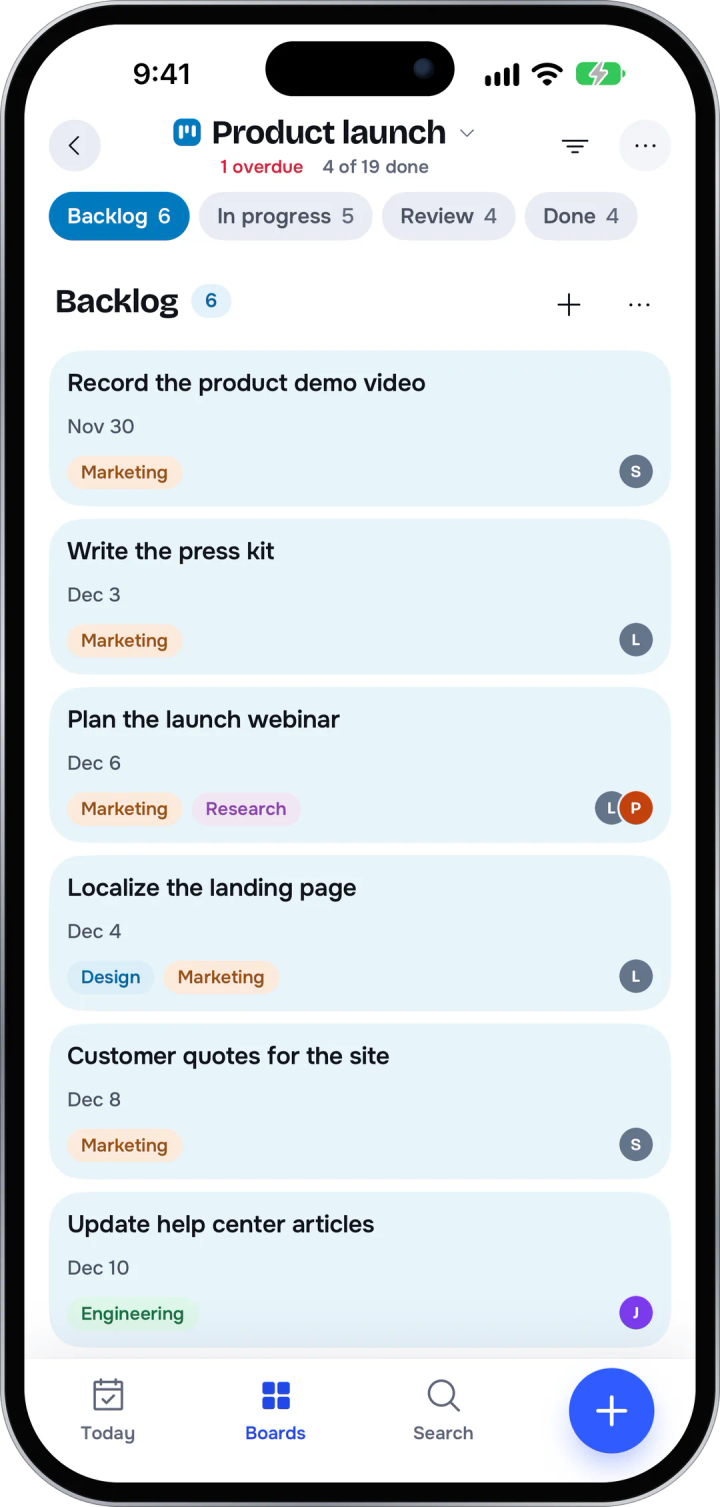 9:41
Product launch
1 overdue 4 of 19 done
Backlog 6 In progress 5 Review 4 Done 4
Backlog 6
Record the product demo video
Nov 30
Marketing S
Write the press kit
Dec 3
Marketing L
Plan the launch webinar
Dec 6
Marketing Research L P
Localize the landing page
Dec 4
Design Marketing L
Customer quotes for the site
Dec 8
Marketing S
Update help center articles
Dec 10
Engineering J
Today Boards Search